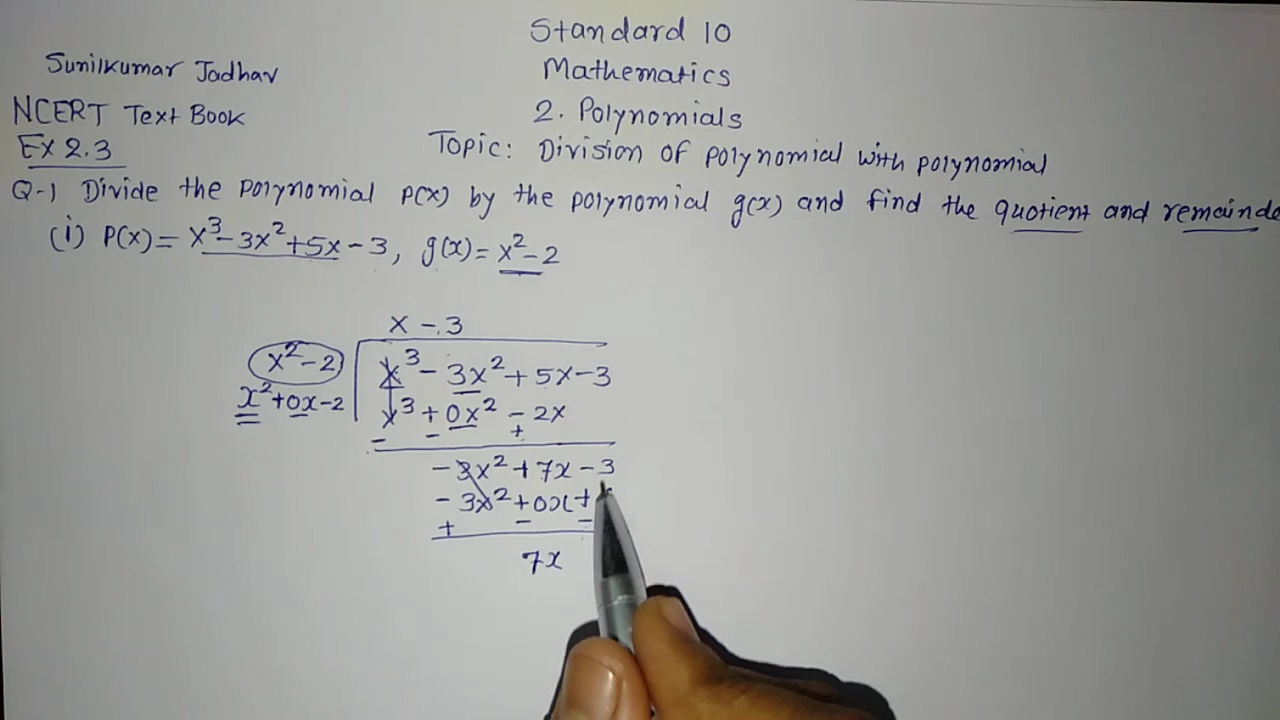 Standard 10
Sunilkumar Jadhav
Mathematics
NCERT Text Book
2. Polynomials
Ex 2.3
Topic: Division of polynomial with polynomial
Q-1 Divide the polynomial P(x) by the polynomial g(x) and find the quotient and remainde
(i) P(x) = x³ - 3x² + 5x - 3, g(x) = x² - 2
x - 3
x² - 2
x³ - 3x² + 5x - 3
x² + 0x - 2
x³ + 0x² - 2x
- - +
-3x² + 7x - 3
-3x² + 0x +
+ - -
7x